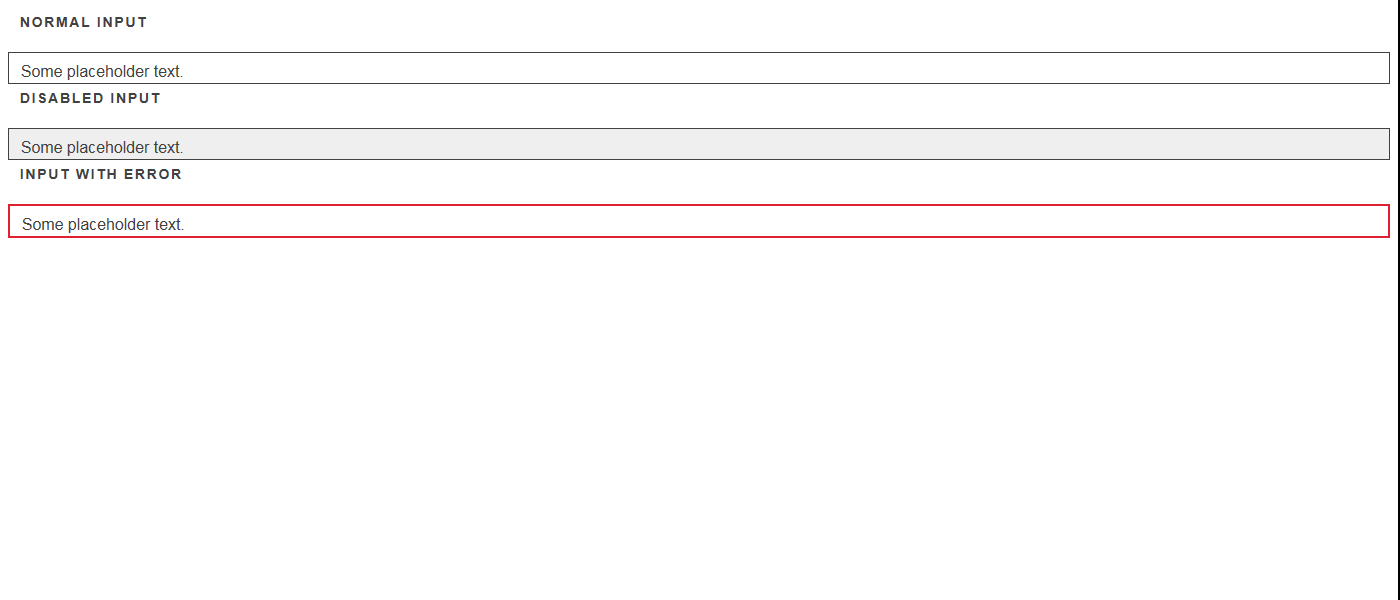 NORMAL INPUT
Some placeholder text.
DISABLED INPUT
Some placeholder text.
INPUT WITH ERROR
Some placeholder text.